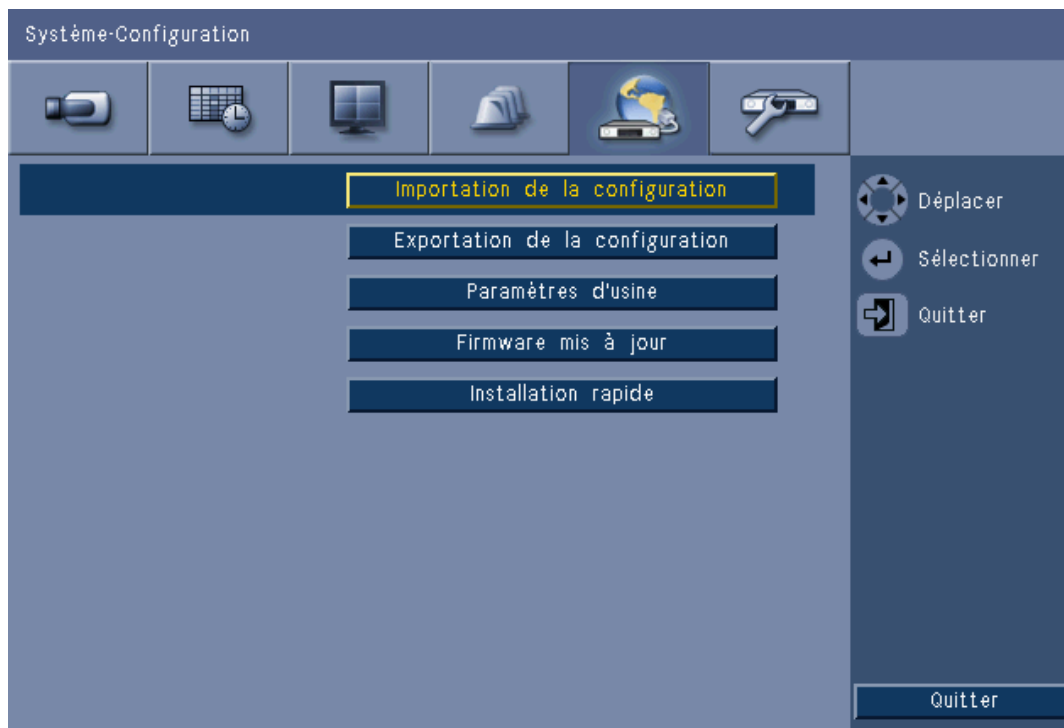 Système-Configuration
Importation de la configuration
Exportation de la configuration
Paramètres d'usine
Firmware mis à jour
Installation rapide
Déplacer
Sélectionner
Quitter
Quitter